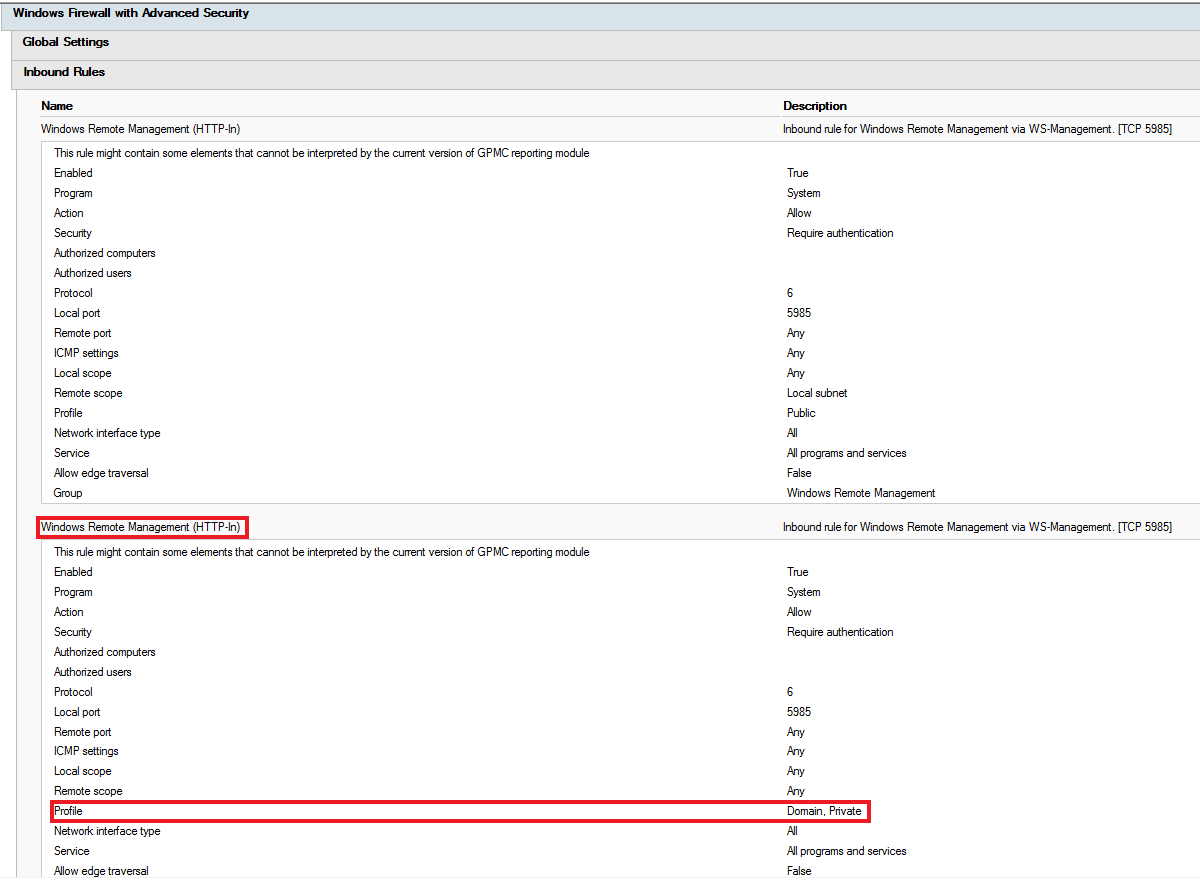 Windows Firewall with Advanced Security
Global Settings
Inbound Rules
Name Description
Windows Remote Management (HTTP-In) Inbound rule for Windows Remote Management via WS-Management. [TCP 5985]
This rule might contain some elements that cannot be interpreted by the current version of GPMC reporting module
Enabled True
Program System
Action Allow
Security Require authentication
Authorized computers
Authorized users
Protocol 6
Local port 5985
Remote port Any
ICMP settings Any
Local scope Any
Remote scope Local subnet
Profile Public
Network interface type All
Service All programs and services
Allow edge traversal False
Group Windows Remote Management
Windows Remote Management (HTTP-In) Inbound rule for Windows Remote Management via WS-Management. [TCP 5985]
This rule might contain some elements that cannot be interpreted by the current version of GPMC reporting module
Enabled True
Program System
Action Allow
Security Require authentication
Authorized computers
Authorized users
Protocol 6
Local port 5985
Remote port Any
ICMP settings Any
Local scope Any
Remote scope Any
Profile Domain, Private
Network interface type All
Service All programs and services
Allow edge traversal False